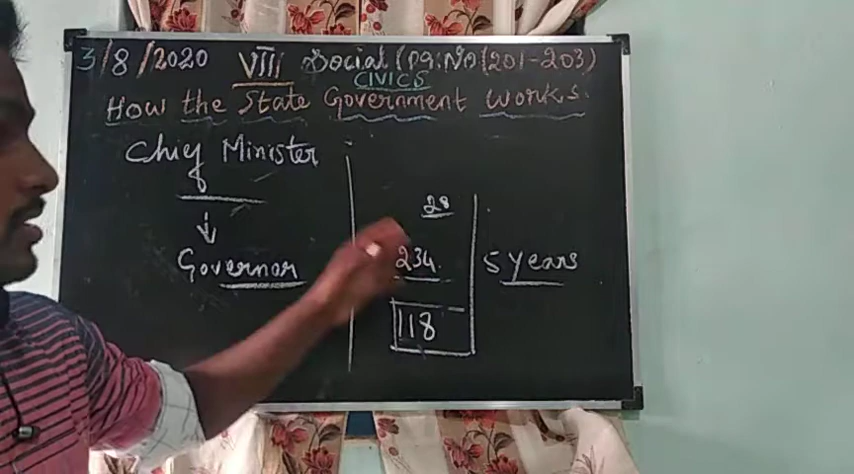 3/8/2020 VIII Social (Pg:No(201-203)
CIVICS
How the State Government works.
Chief Minister
28
Governor
234
5 Years
118